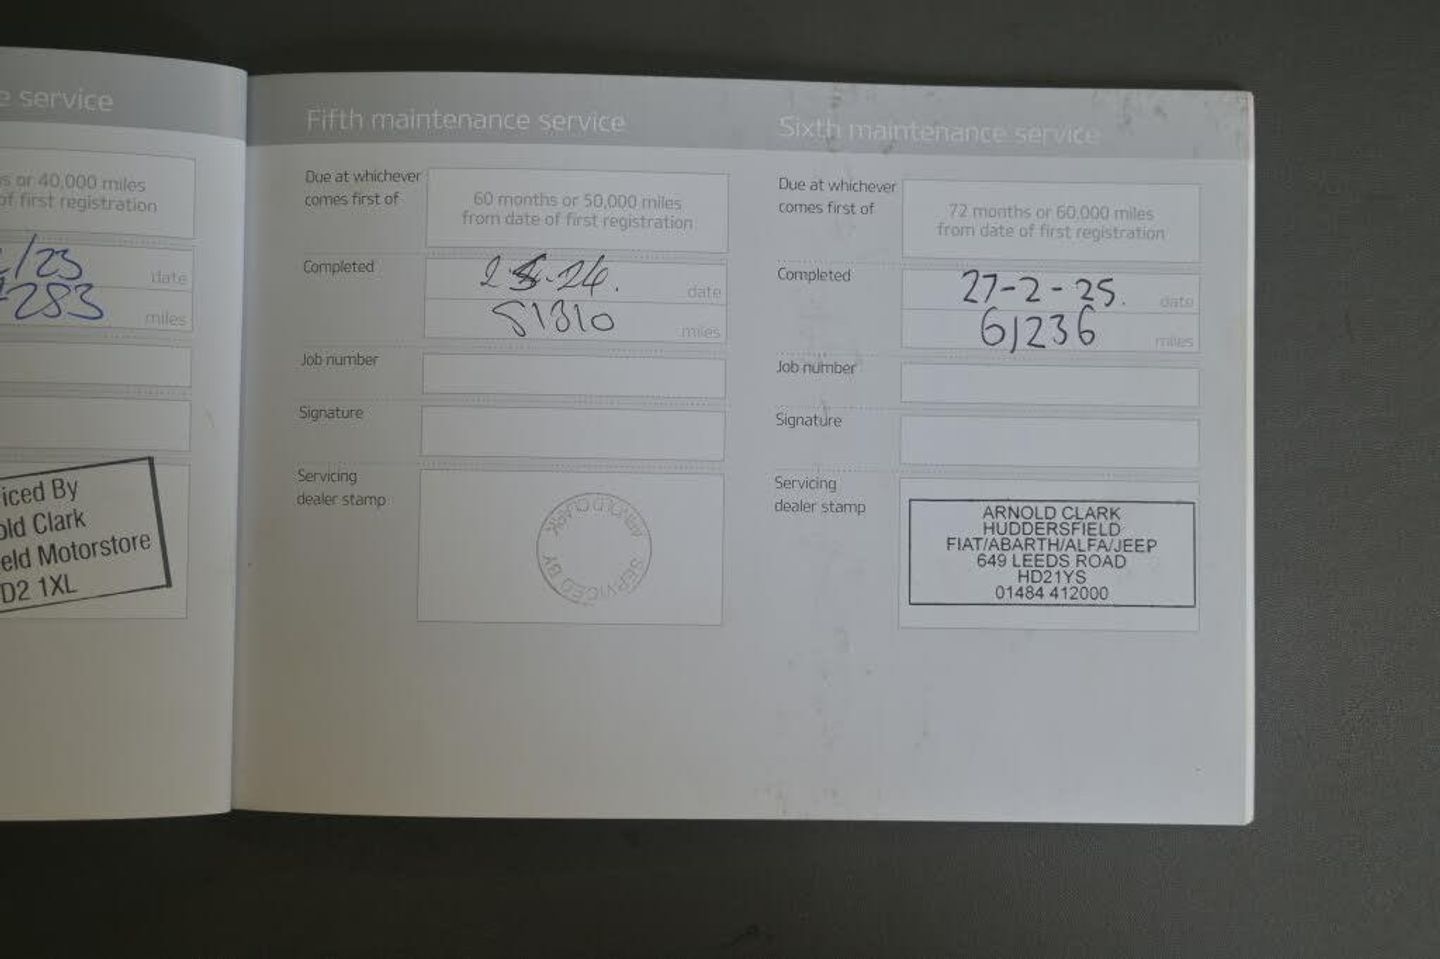 e service
s or 40,000 miles
of first registration
/23
date
283
miles
iced By
old Clark
eld Motorstore
D2 1XL
Fifth maintenance service
Due at whichever
comes first of
60 months or 50,000 miles
from date of first registration
Completed
date
51310
miles
Job number
Signature
Servicing
dealer stamp
SERVICED BY
ARNOLD CLARK
Sixth maintenance service
Due at whichever
comes first of
72 months or 60,000 miles
from date of first registration
Completed
27-2-25.
date
61236
miles
Job number
Signature
Servicing
dealer stamp
ARNOLD CLARK
HUDDERSFIELD
FIAT/ABARTH/ALFA/JEEP
649 LEEDS ROAD
HD21YS
01484 412000